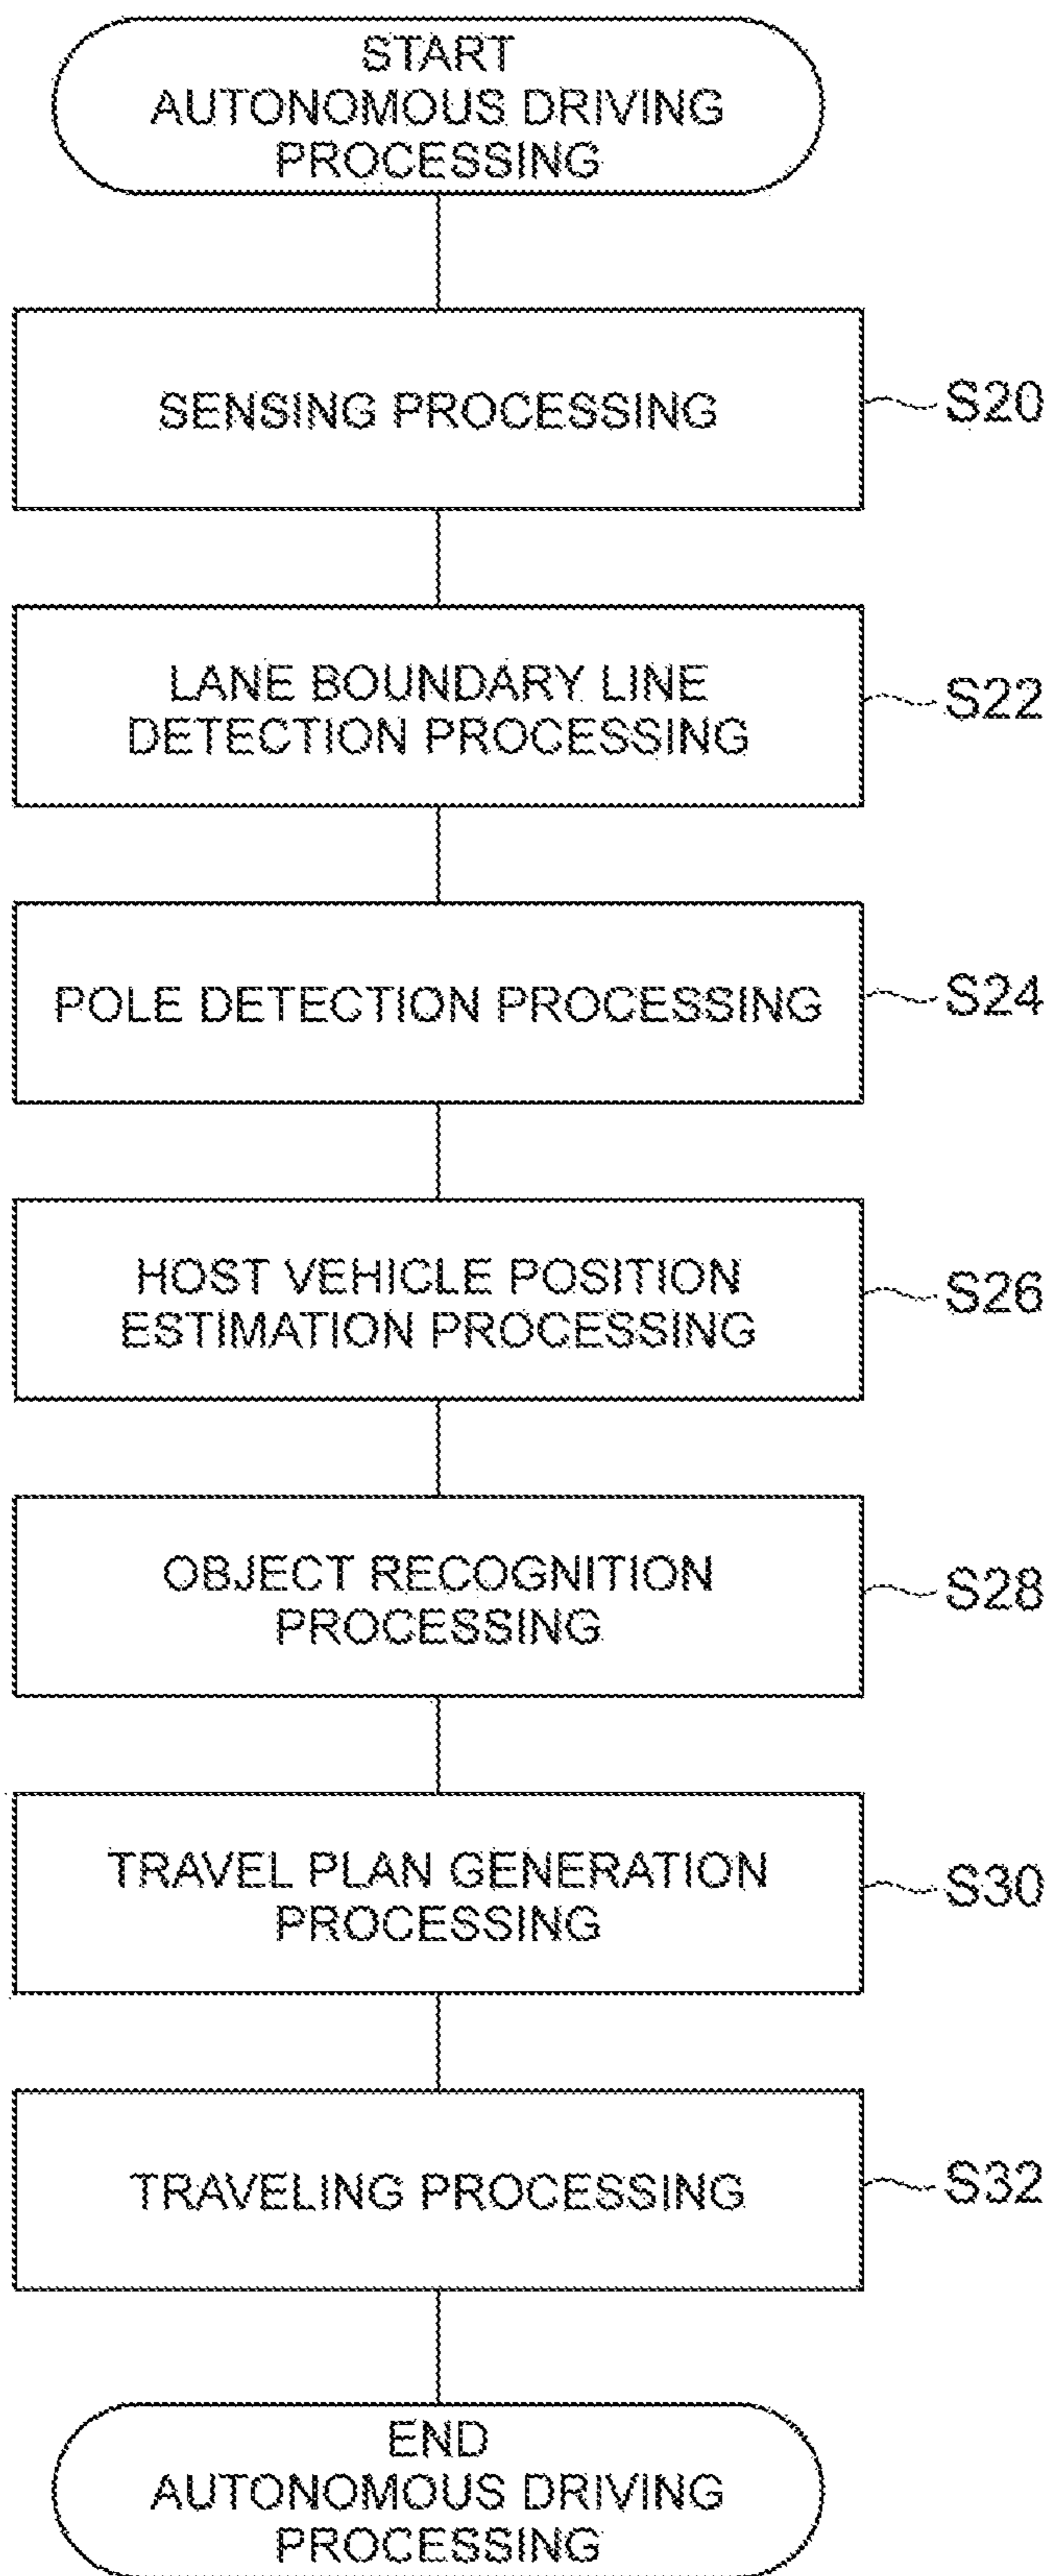 START
AUTONOMOUS DRIVING
PROCESSING
SENSING PROCESSING
S20
LANE BOUNDARY LINE
DETECTION PROCESSING
S22
POLE DETECTION PROCESSING
S24
HOST VEHICLE POSITION
ESTIMATION PROCESSING
S26
OBJECT RECOGNITION
PROCESSING
S28
TRAVEL PLAN GENERATION
PROCESSING
S30
TRAVELING PROCESSING
S32
END
AUTONOMOUS DRIVING
PROCESSING